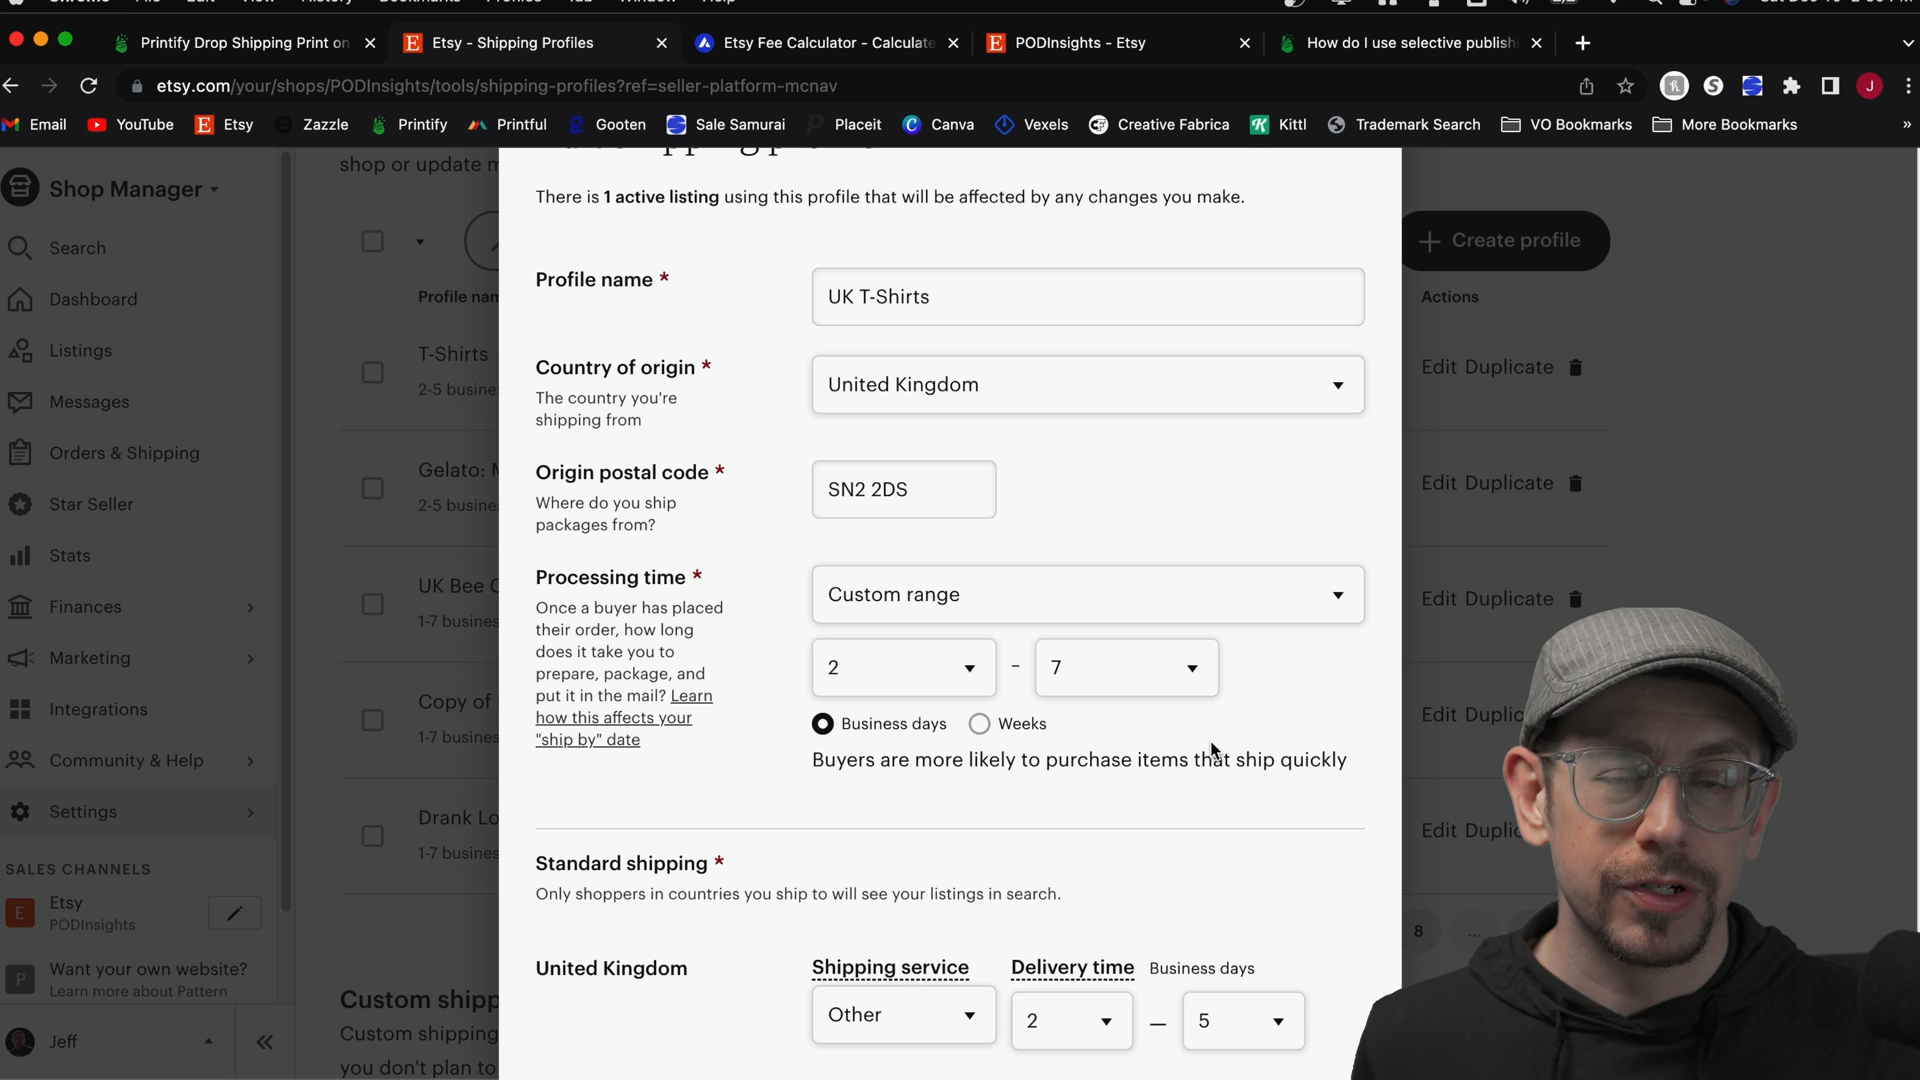 Printify Drop Shipping Print on
Etsy - Shipping Profiles
Etsy Fee Calculator - Calculate
PODInsights - Etsy
How do I use selective publish
etsy.com/your/shops/PODInsights/tools/shipping-profiles?ref=seller-platform-mcnav
J
Email
YouTube
Etsy
Zazzle
Printify
Printful
Gooten
Sale Samurai
Placeit
Canva
Vexels
Creative Fabrica
Kittl
Trademark Search
VO Bookmarks
More Bookmarks
»
Shop Manager
Search
Dashboard
Listings
Messages
Orders & Shipping
Star Seller
Stats
Finances
Marketing
Integrations
Community & Help
Settings
SALES CHANNELS
E
Etsy
PODInsights
P
Want your own website?
Learn more about Pattern
Jeff
shop or update m
Profile nam
T-Shirts
2-5 busine
Gelato:
2-5 busine
UK Bee
1-7 busine
Copy of
1-7 busine
Drank Lo
1-7 busine
Custom shipp
Custom shipping
you don't plan to
There is 1 active listing using this profile that will be affected by any changes you make.
Profile name *
UK T-Shirts
Country of origin *
The country you're
shipping from
United Kingdom
Origin postal code *
Where do you ship
packages from?
SN2 2DS
Processing time *
Once a buyer has placed
their order, how long
does it take you to
prepare, package, and
put it in the mail? Learn
how this affects your
"ship by" date
Custom range
2 - 7
Business days
Weeks
Buyers are more likely to purchase items that ship quickly
Standard shipping *
Only shoppers in countries you ship to will see your listings in search.
United Kingdom
Shipping service
Other
Delivery time Business days
2 — 5
+ Create profile
Actions
Edit Duplicate
Edit Duplicate
Edit Duplicate
Edit Duplic
Edit Duplic
8
...